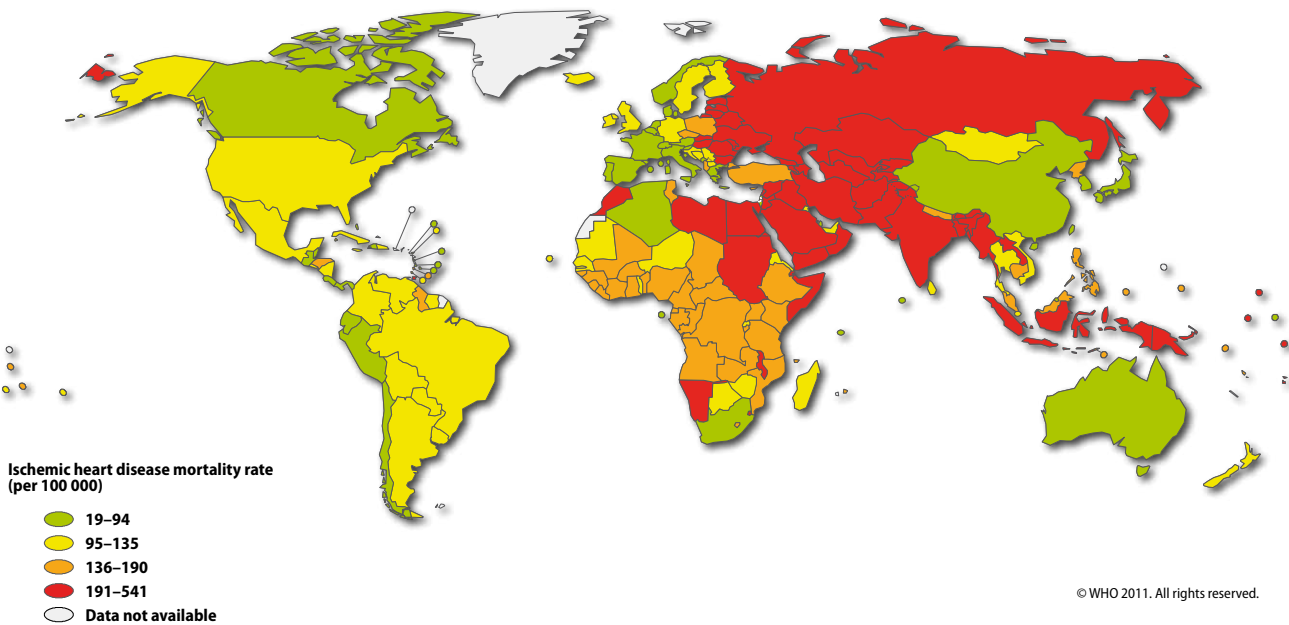 Ischemic heart disease mortality rate
(per 100 000)
19–94
95–135
136–190
191–541
Data not available
© WHO 2011. All rights reserved.